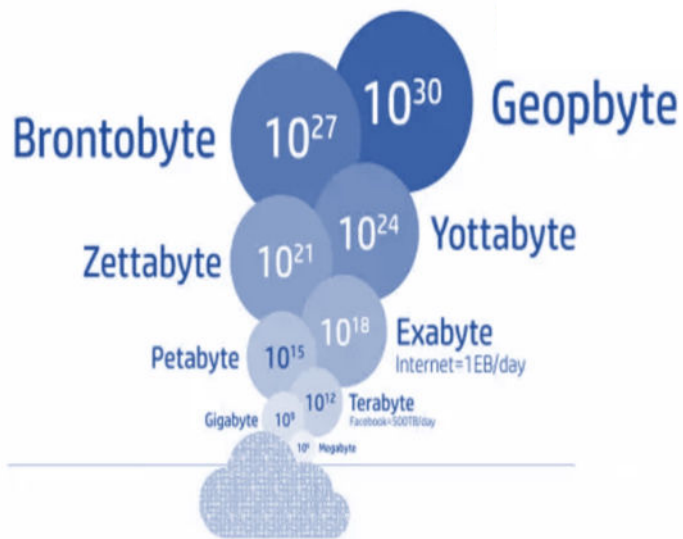 10³⁰ Geopbyte
Brontobyte 10²⁷
10²⁴ Yottabyte
Zettabyte 10²¹
10¹⁸ Exabyte
Internet=1EB/day
Petabyte 10¹⁵
10¹² Terabyte
Facebook=500TB/day
Gigabyte 10⁹
10⁶ Megabyte